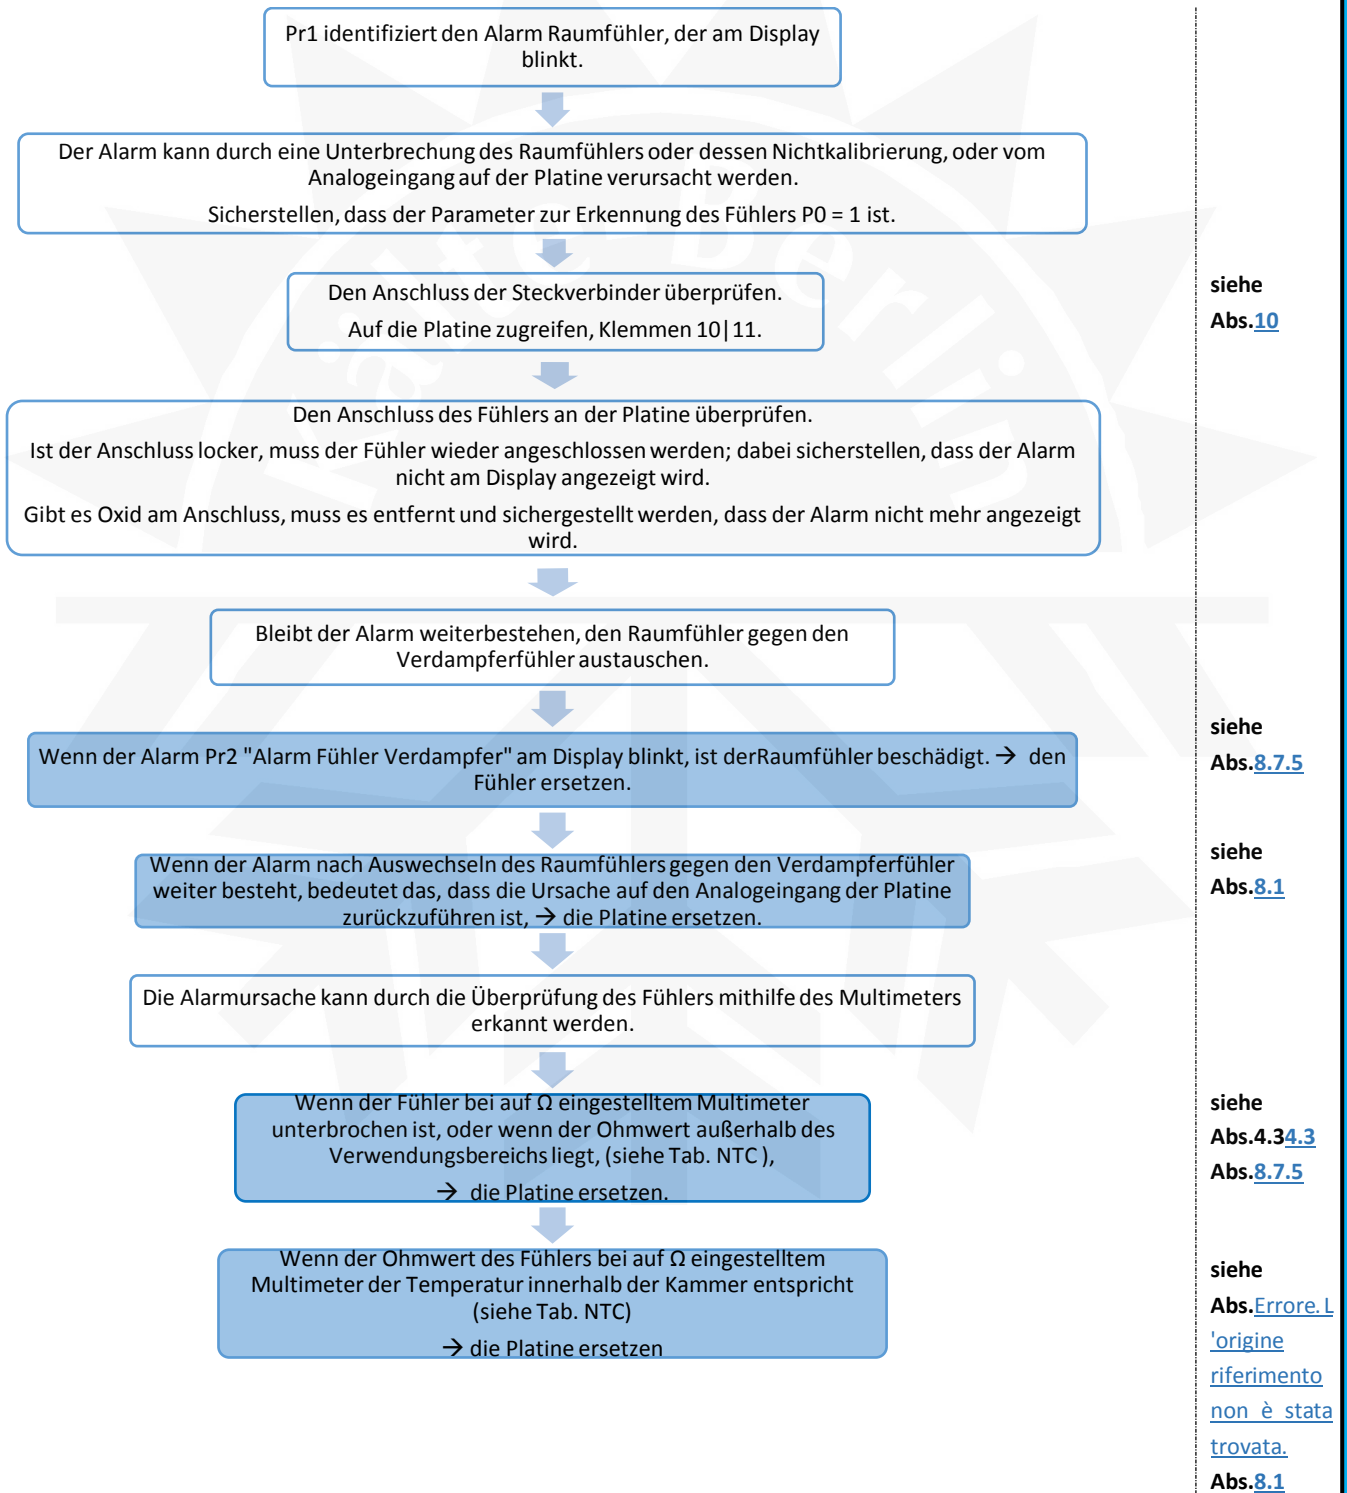 Pr1 identifiziert den Alarm Raumfühler, der am Display
blinkt.
Der Alarm kann durch eine Unterbrechung des Raumfühlers oder dessen Nichtkalibrierung, oder vom
Analogeingang auf der Platine verursacht werden.
Sicherstellen, dass der Parameter zur Erkennung des Fühlers P0 = 1 ist.
Kälte Berlin
Den Anschluss der Steckverbinder überprüfen.
Auf die Platine zugreifen, Klemmen 10|11.
siehe
Abs.10
Den Anschluss des Fühlers an der Platine überprüfen.
Ist der Anschluss locker, muss der Fühler wieder angeschlossen werden; dabei sicherstellen, dass der Alarm
nicht am Display angezeigt wird.
Gibt es Oxid am Anschluss, muss es entfernt und sichergestellt werden, dass der Alarm nicht mehr angezeigt
wird.
Bleibt der Alarm weiterbestehen, den Raumfühler gegen den
Verdampferfühler austauschen.
Wenn der Alarm Pr2 "Alarm Fühler Verdampfer" am Display blinkt, ist derRaumfühler beschädigt. → den
Fühler ersetzen.
siehe
Abs.8.7.5
Wenn der Alarm nach Auswechseln des Raumfühlers gegen den Verdampferfühler
weiter besteht, bedeutet das, dass die Ursache auf den Analogeingang der Platine
zurückzuführen ist, → die Platine ersetzen.
siehe
Abs.8.1
Die Alarmursache kann durch die Überprüfung des Fühlers mithilfe des Multimeters
erkannt werden.
Wenn der Fühler bei auf Ω eingestelltem Multimeter
unterbrochen ist, oder wenn der Ohmwert außerhalb des
Verwendungsbereichs liegt, (siehe Tab. NTC ),
→ die Platine ersetzen.
siehe
Abs.4.34.3
Abs.8.7.5
Wenn der Ohmwert des Fühlers bei auf Ω eingestelltem
Multimeter der Temperatur innerhalb der Kammer entspricht
(siehe Tab. NTC)
→ die Platine ersetzen
siehe
Abs.Errore. L
'origine
riferimento
non è stata
trovata.
Abs.8.1